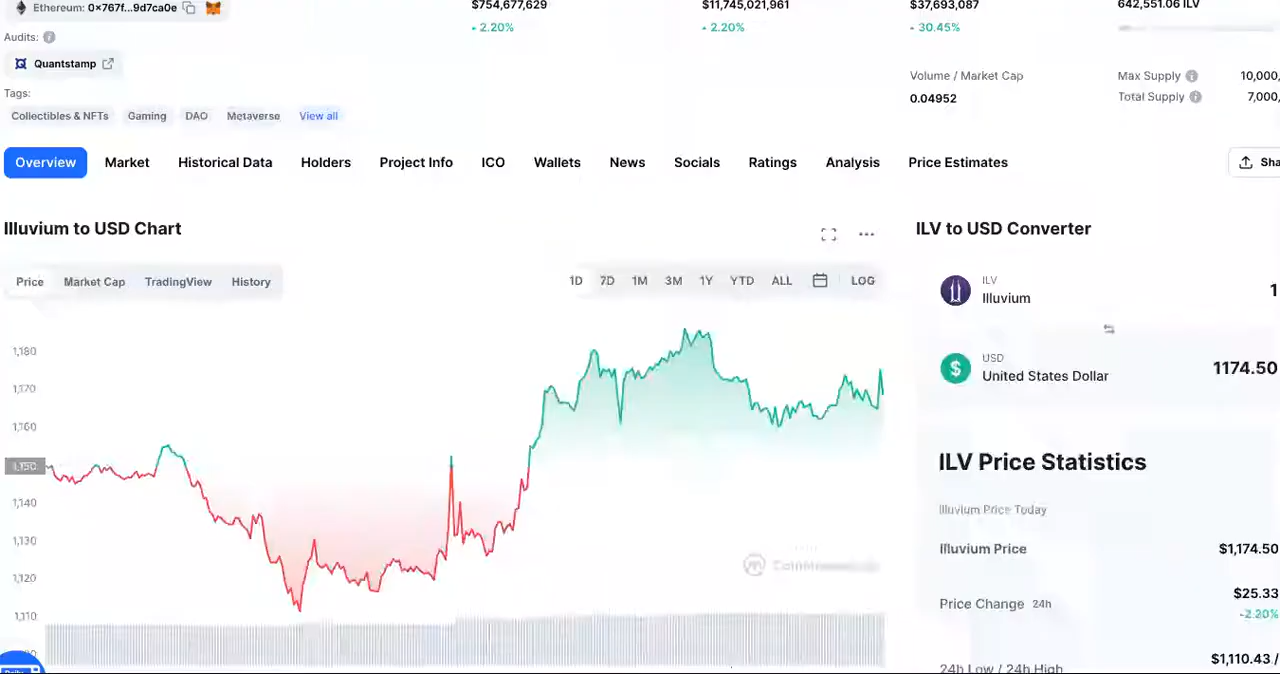 Ethereum: 0x767f...9d7ca0e
$754,677,629
$11,745,021,961
$37,693,087
642,551.06 ILV
- 2.20%
- 2.20%
- 30.45%
Audits:
Quantstamp
Volume / Market Cap
0.04952
Max Supply
10,000,
Total Supply
7,000,
Tags:
Collectibles & NFTs
Gaming
DAO
Metaverse
View all
Overview
Market
Historical Data
Holders
Project Info
ICO
Wallets
News
Socials
Ratings
Analysis
Price Estimates
Sha
Illuvium to USD Chart
ILV to USD Converter
Price
Market Cap
TradingView
History
1D
7D
1M
3M
1Y
YTD
ALL
LOG
ILV
Illuvium
1
USD
United States Dollar
1174.50
1,180
1,170
1,160
1,150
1,140
1,130
1,120
1,110
ILV Price Statistics
Illuvium Price Today
Illuvium Price
$1,174.50
Price Change 24h
$25.33
-2.20%
24h Low / 24h High
$1,110.43 /